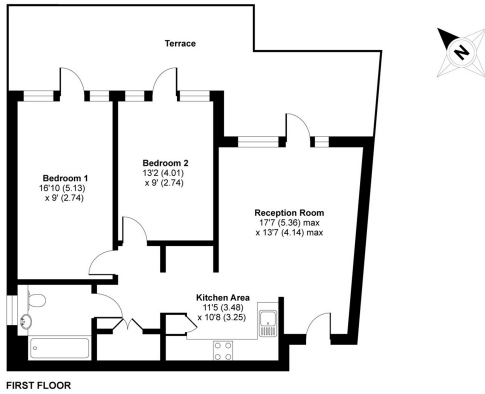 Terrace
N
Bedroom 1
16'10 (5.13)
x 9' (2.74)
Bedroom 2
13'2 (4.01)
x 9' (2.74)
Reception Room
17'7 (5.36) max
x 13'7 (4.14) max
Kitchen Area
11'5 (3.48)
x 10'8 (3.25)
FIRST FLOOR